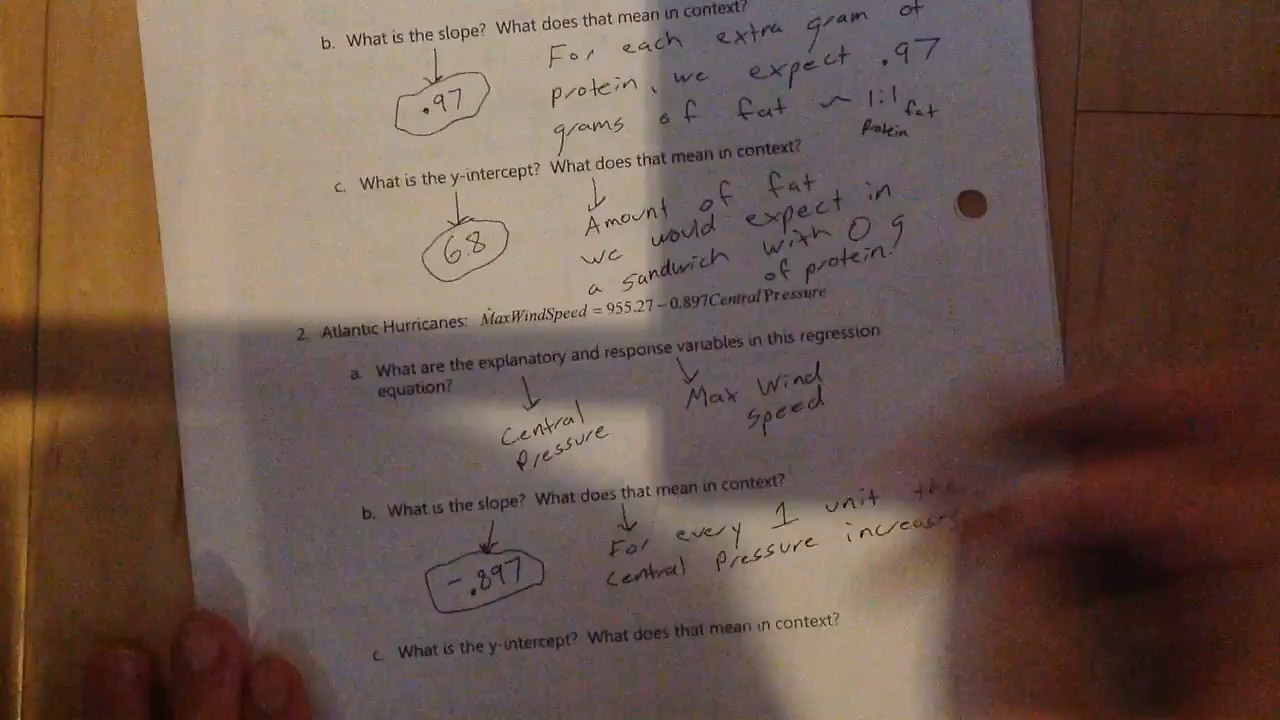 b. What is the slope? What does that mean in context?
.97
For each extra gram of
protein, we expect .97
grams of fat ~ 1:1 fat
Protein
c. What is the y-intercept? What does that mean in context?
6.8
Amount of fat
we would expect in
a sandwich with 0 g
of protein.
2. Atlantic Hurricanes: MaxWindSpeed = 955.27 – 0.897Central Pressure
a. What are the explanatory and response variables in this regression
equation?
Central
Pressure
Max Wind
Speed
b. What is the slope? What does that mean in context?
-.897
For every 1 unit the
Central Pressure increases
c. What is the y-intercept? What does that mean in context?